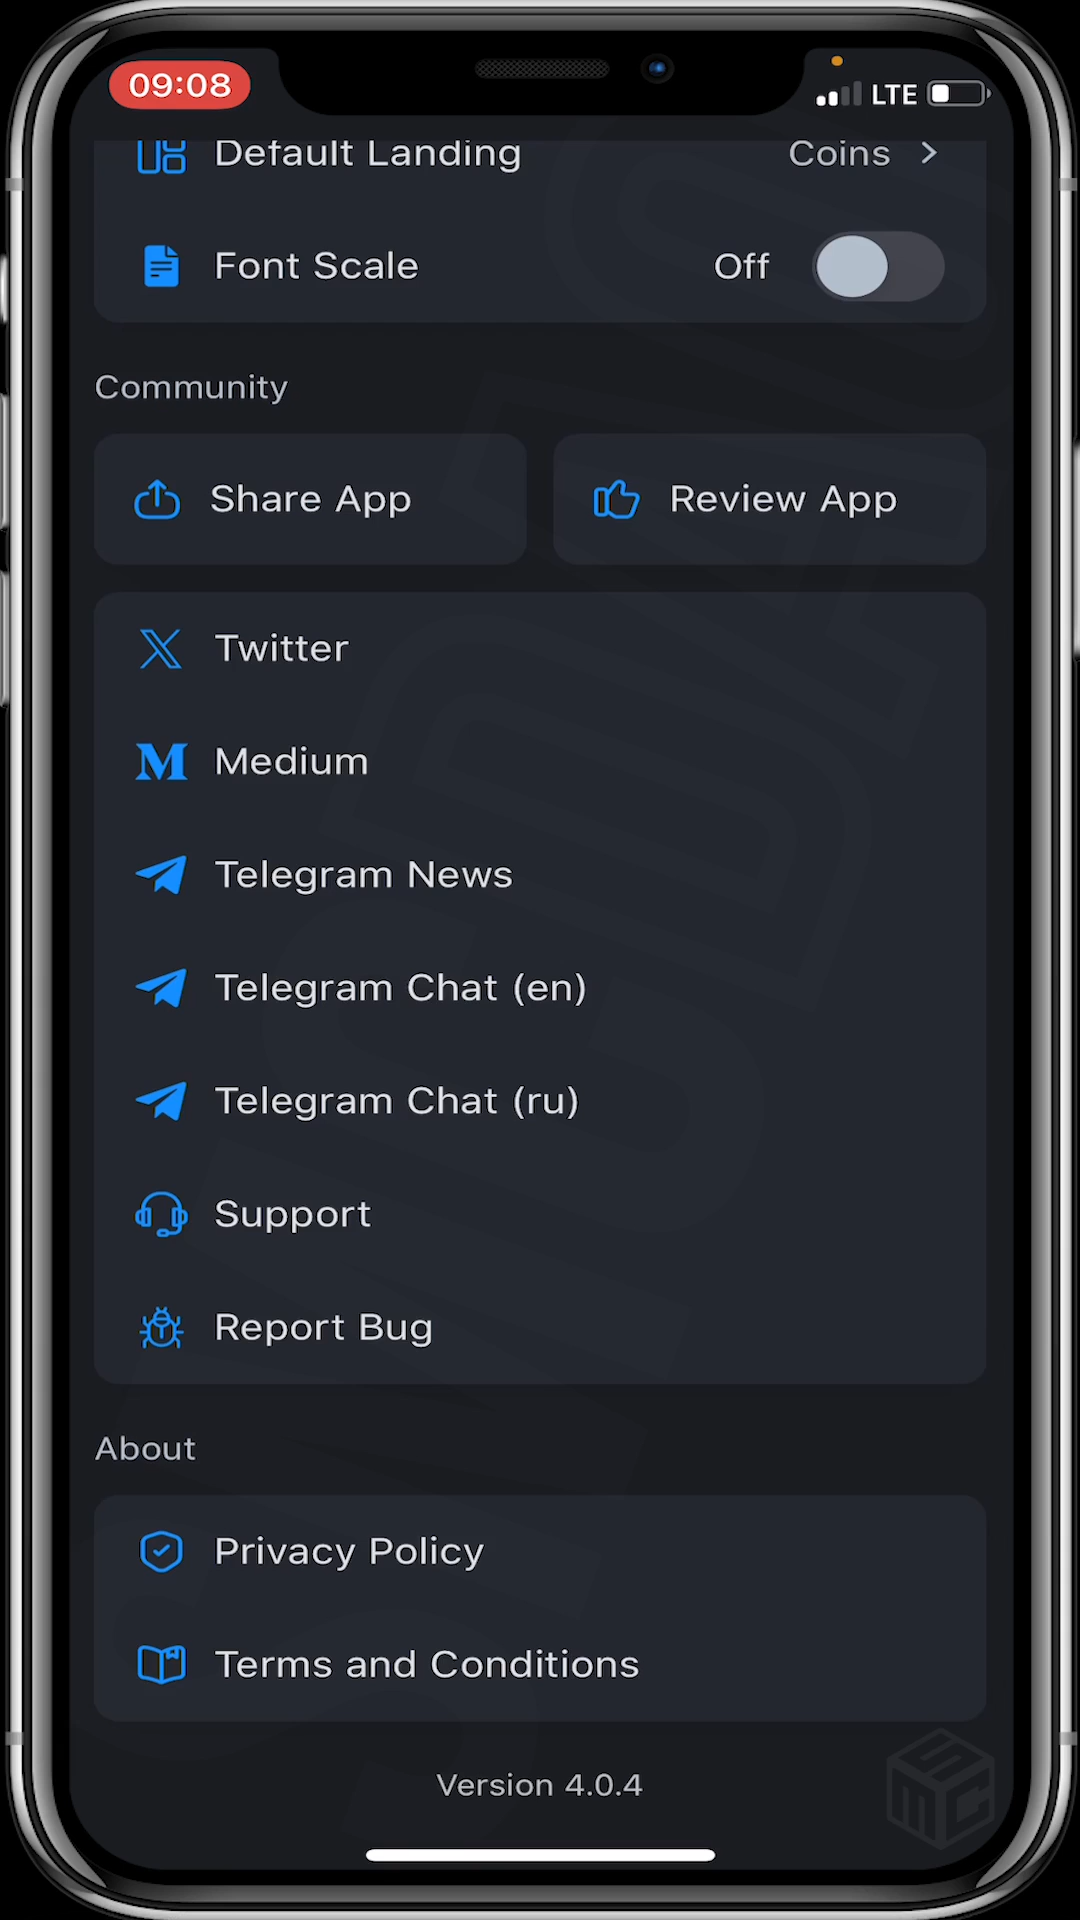 09:08
LTE
Default Landing Coins
Font Scale Off
Community
Share App Review App
Twitter
Medium
Telegram News
Telegram Chat (en)
Telegram Chat (ru)
Support
Report Bug
About
Privacy Policy
Terms and Conditions
Version 4.0.4